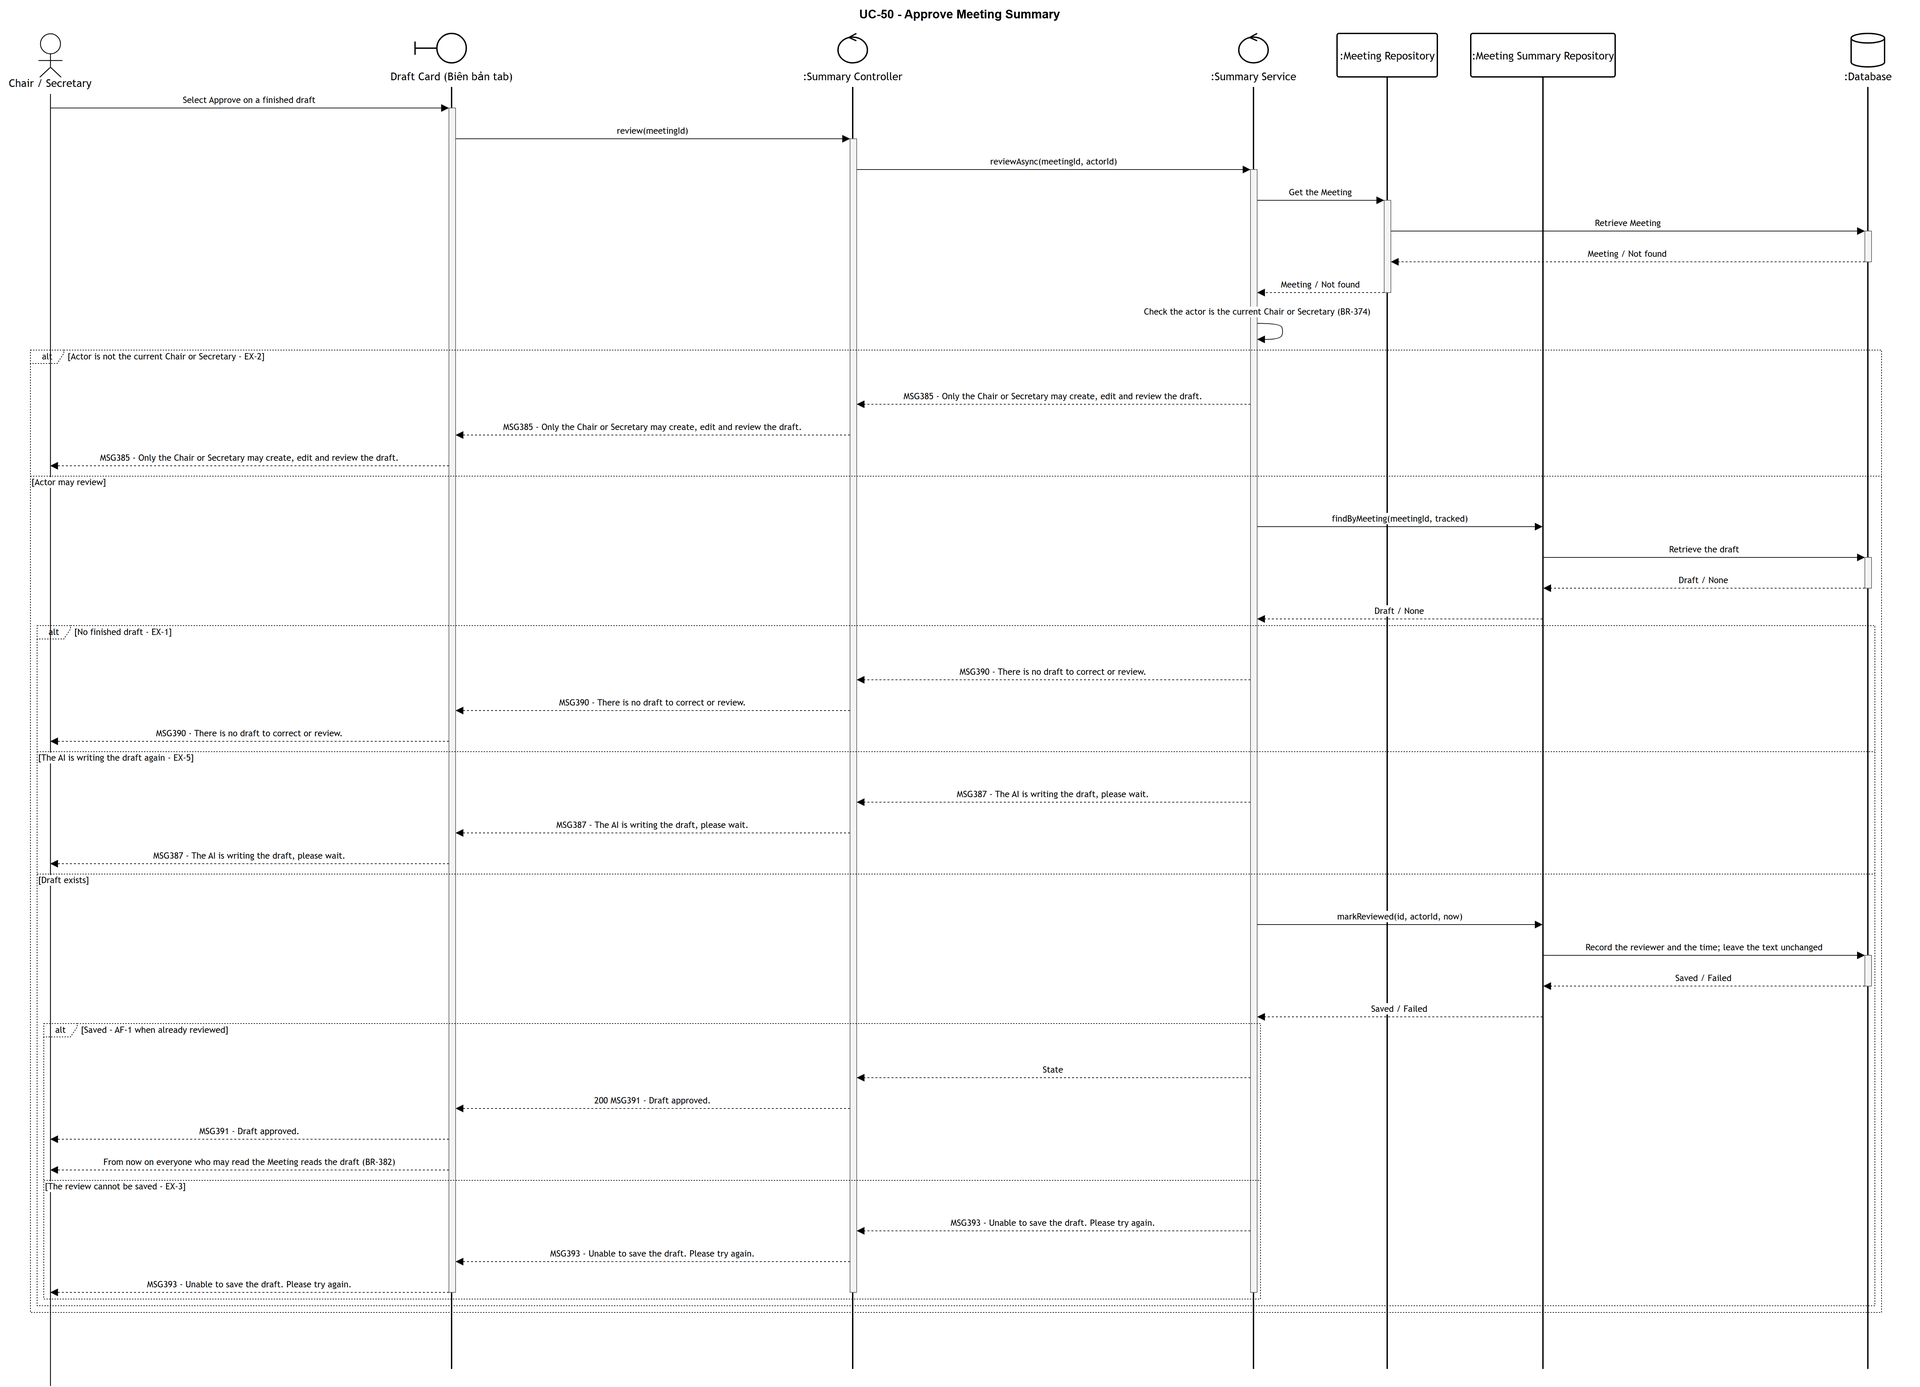 UC-50 - Approve Meeting Summary
Chair / Secretary
Draft Card (Biên bản tab)
:Summary Controller
:Summary Service
:Meeting Repository
:Meeting Summary Repository
:Database
Select Approve on a finished draft
review(meetingId)
reviewAsync(meetingId, actorId)
Get the Meeting
Retrieve Meeting
Meeting / Not found
Meeting / Not found
Check the actor is the current Chair or Secretary (BR-374)
alt [Actor is not the current Chair or Secretary - EX-2]
MSG385 - Only the Chair or Secretary may create, edit and review the draft.
MSG385 - Only the Chair or Secretary may create, edit and review the draft.
MSG385 - Only the Chair or Secretary may create, edit and review the draft.
[Actor may review]
findByMeeting(meetingId, tracked)
Retrieve the draft
Draft / None
Draft / None
alt [No finished draft - EX-1]
MSG390 - There is no draft to correct or review.
MSG390 - There is no draft to correct or review.
MSG390 - There is no draft to correct or review.
[The AI is writing the draft again - EX-5]
MSG387 - The AI is writing the draft, please wait.
MSG387 - The AI is writing the draft, please wait.
MSG387 - The AI is writing the draft, please wait.
[Draft exists]
markReviewed(id, actorId, now)
Record the reviewer and the time; leave the text unchanged
Saved / Failed
Saved / Failed
alt [Saved - AF-1 when already reviewed]
State
200 MSG391 - Draft approved.
MSG391 - Draft approved.
From now on everyone who may read the Meeting reads the draft (BR-382)
[The review cannot be saved - EX-3]
MSG393 - Unable to save the draft. Please try again.
MSG393 - Unable to save the draft. Please try again.
MSG393 - Unable to save the draft. Please try again.